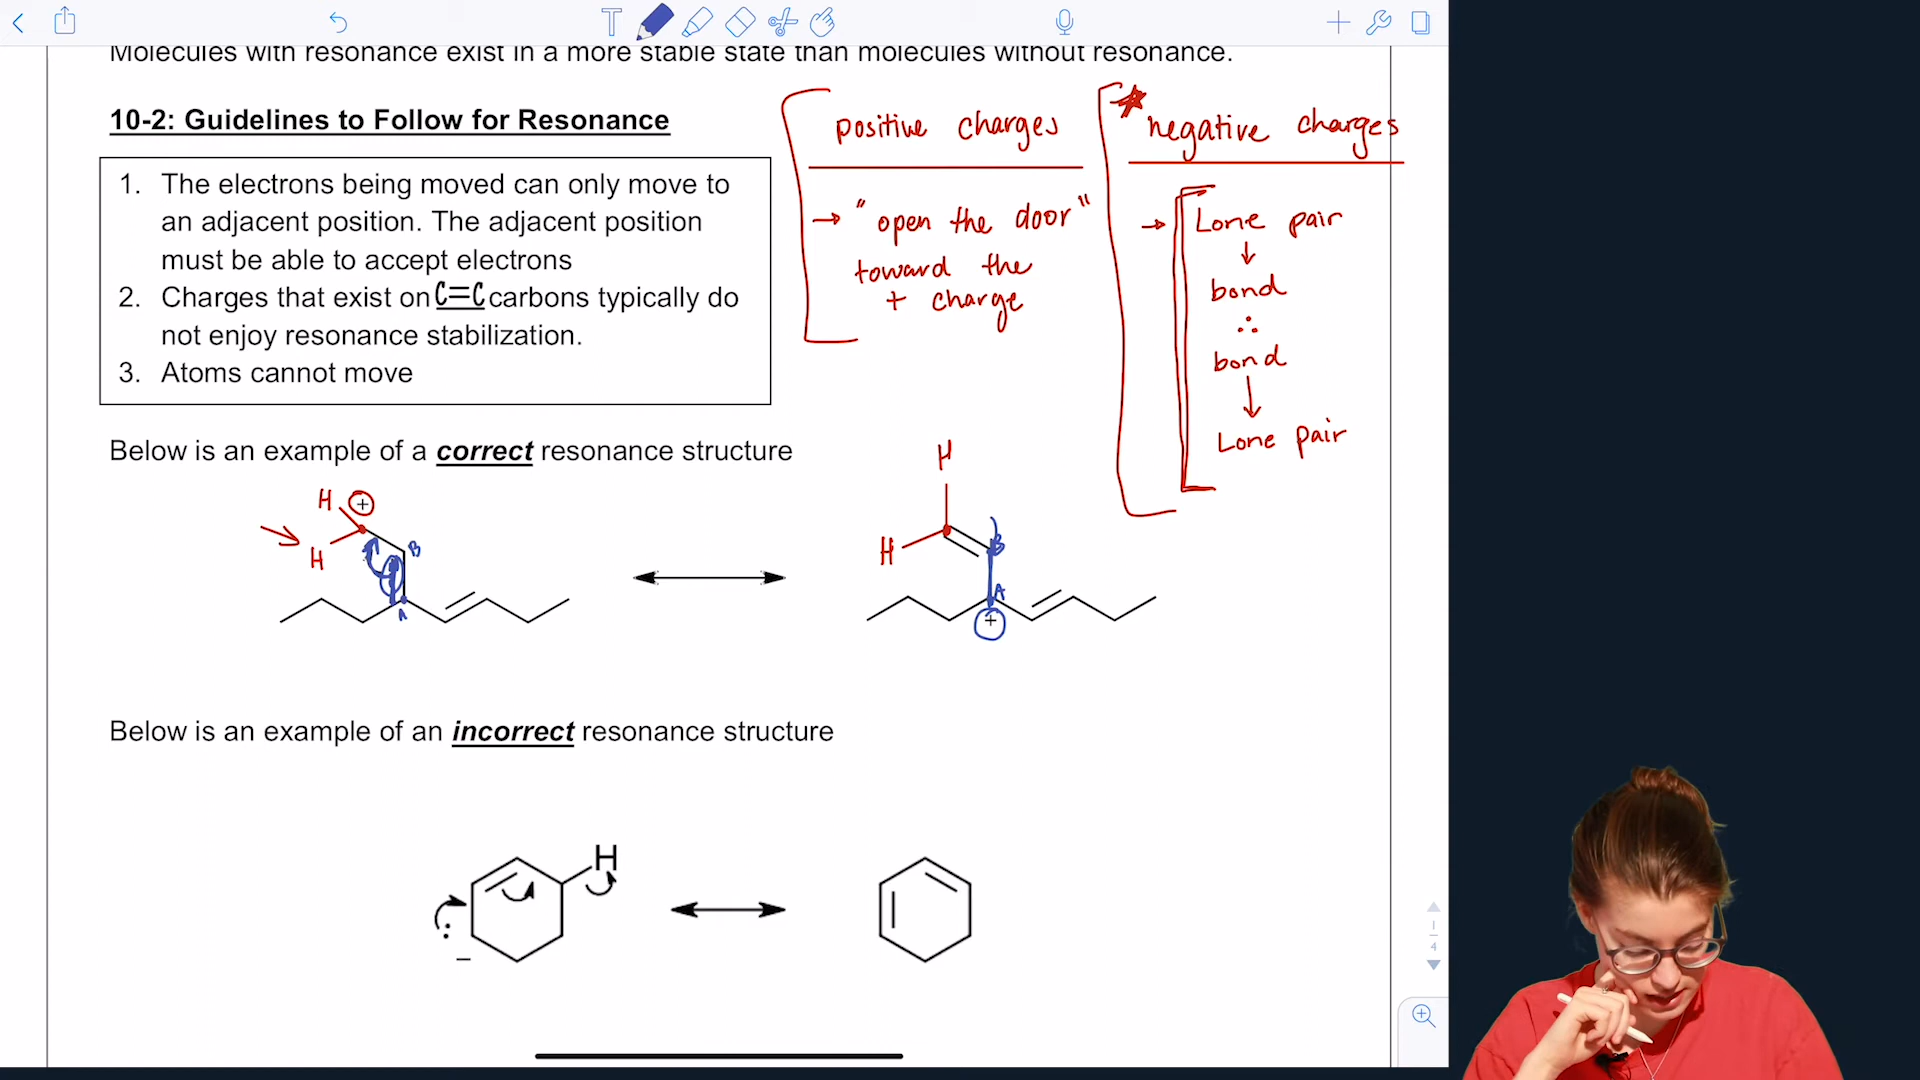 Molecules with resonance exist in a more stable state than molecules without resonance.
10-2: Guidelines to Follow for Resonance
1. The electrons being moved can only move to
an adjacent position. The adjacent position
must be able to accept electrons
2. Charges that exist on C=C carbons typically do
not enjoy resonance stabilization.
3. Atoms cannot move
positive charges
→ "open the door"
toward the
+ charge
negative charges
→ Lone pair
↓
bond
∴
bond
↓
Lone pair
Below is an example of a correct resonance structure
H +
H
B
A
H
H
B
A
+
Below is an example of an incorrect resonance structure
H
:
−
1
4
T